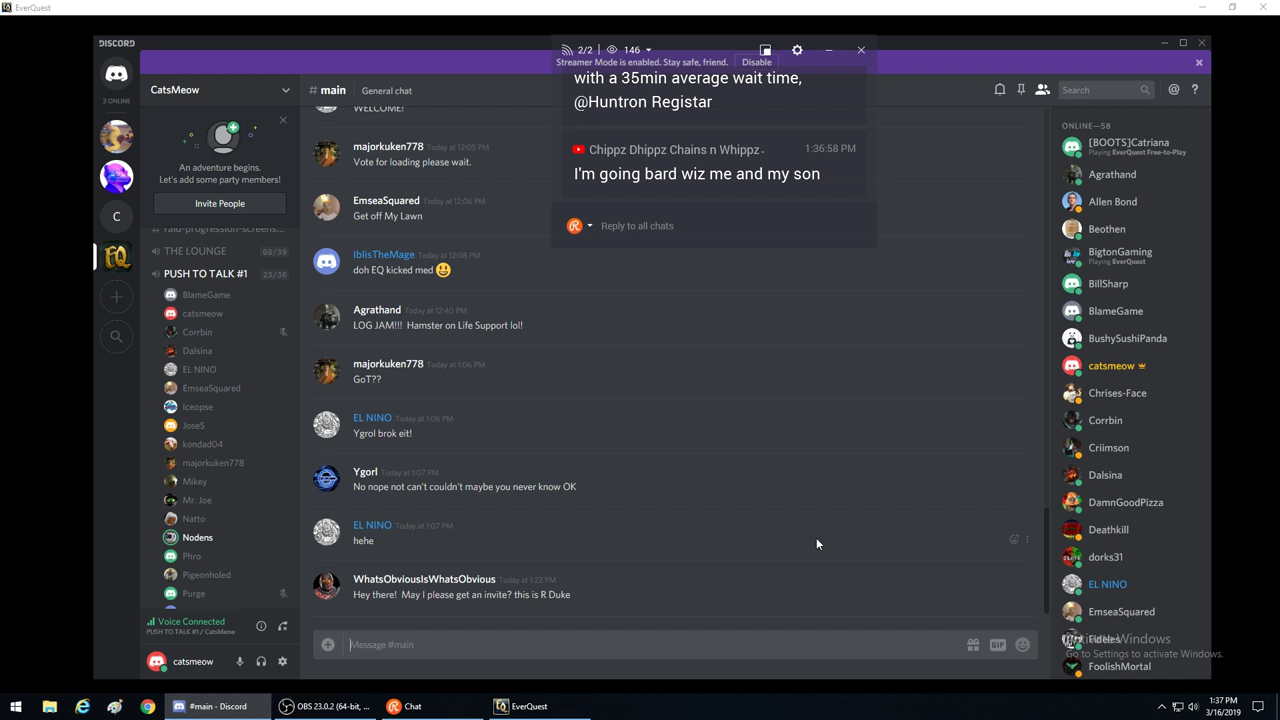 EverQuest
DISCORD
2/2 | 146
Streamer Mode is enabled. Stay safe, friend. Disable
CatsMeow
# main General chat
Search
3 ONLINE
An adventure begins.
Let's add some party members!
Invite People
raid-progression-screens...
THE LOUNGE 00/39
PUSH TO TALK #1 23/36
BlameGame
catsmeow
Corrbin
Dalsina
EL NINO
EmseaSquared
Iceopse
JoseS
kondad04
majorkuken778
Mikey
Mr. Joe
Natto
Nodens
Phro
Pigeonholed
Purge
Voice Connected
PUSH TO TALK #1 / CatsMeow
catsmeow
C
WELCOME!
majorkuken778 Today at 12:05 PM
Vote for loading please wait.
EmseaSquared Today at 12:06 PM
Get off My Lawn
IblisTheMage Today at 12:08 PM
doh EQ kicked med
Agrathand Today at 12:40 PM
LOG JAM!!! Hamster on Life Support lol!
majorkuken778 Today at 1:06 PM
GoT??
EL NINO Today at 1:06 PM
Ygrol brok eit!
Ygorl Today at 1:07 PM
No nope not can't couldn't maybe you never know OK
EL NINO Today at 1:07 PM
hehe
WhatsObviousIsWhatsObvious Today at 1:22 PM
Hey there! May I please get an invite? this is R Duke
Message #main
GIF
with a 35min average wait time,
@Huntron Registar
Chippz Dhippz Chains n Whippz 1:36:58 PM
I'm going bard wiz me and my son
Reply to all chats
ONLINE—58
[BOOTS]Catriana
Playing EverQuest Free-to-Play
Agrathand
Allen Bond
Beothen
BigtonGaming
Playing EverQuest
BillSharp
BlameGame
BushySushiPanda
catsmeow
Chrises-Face
Corrbin
Criimson
Dalsina
DamnGoodPizza
Deathkill
dorks31
EL NINO
EmseaSquared
FoolishMortal
Activate Windows
Go to Settings to activate Windows.
#main - Discord
OBS 23.0.2 (64-bit, ...
Chat
EverQuest
1:37 PM
3/16/2019